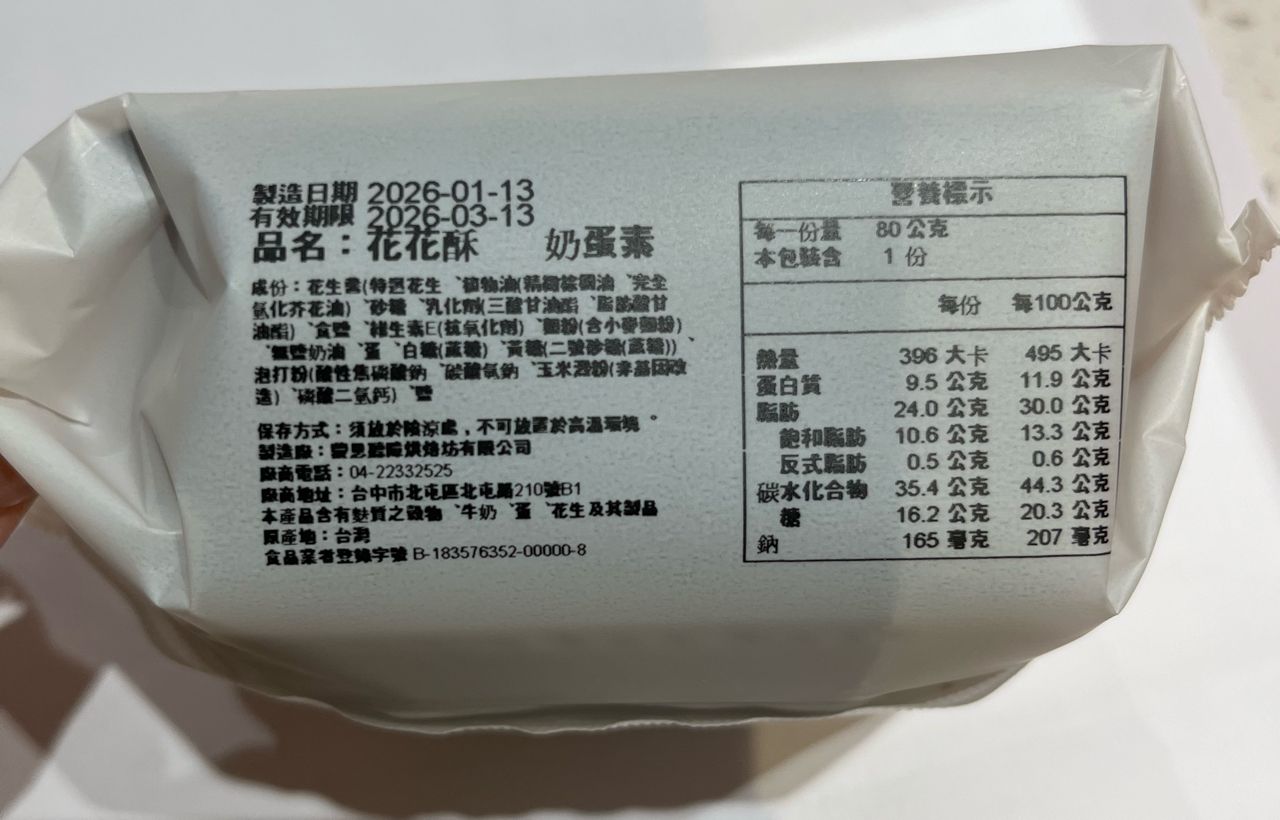 製造日期 2026-01-13
有效期限 2026-03-13
品名：花花酥 奶蛋素
成份：花生醬(特選花生、植物油(精緻棕櫚油、完全
氫化芥花油)、砂糖、乳化劑(三酸甘油酯、脂肪酸甘
油酯)、食鹽、維生素E(抗氧化劑)、麵粉(含小麥麵粉)
、無鹽奶油、蛋、白糖(蔗糖)、黃糖(二號砂糖(蔗糖))、
泡打粉(酸性焦磷酸鈉、碳酸氫鈉、玉米澱粉(非基因改
造)、磷酸二氫鈣)、鹽
保存方式：須放於陰涼處，不可放置於高溫環境。
製造廠：烘焙坊有限公司
廠商電話：04-22332525
廠商地址：台中市北屯區北屯路210號B1
本產品含有麩質之穀物、牛奶、蛋、花生及其製品
原產地：台灣
食品業者登錄字號 B-183576352-00000-8
營養標示
每一份量 80 公克
本包裝含 1 份
每份 每100公克
熱量 396 大卡 495 大卡
蛋白質 9.5 公克 11.9 公克
脂肪 24.0 公克 30.0 公克
飽和脂肪 10.6 公克 13.3 公克
反式脂肪 0.5 公克 0.6 公克
碳水化合物 35.4 公克 44.3 公克
糖 16.2 公克 20.3 公克
鈉 165 毫克 207 毫克